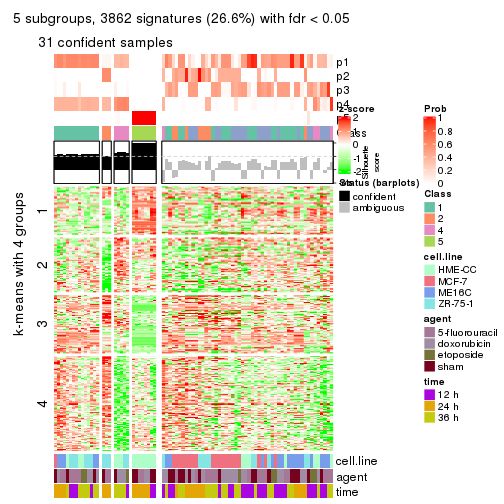 5 subgroups, 3862 signatures (26.6%) with fdr < 0.05
31 confident samples
p1
p2
p3
p4
z-score
2
1
0
-1
-2
Silhouette
score
Prob
1
0.8
0.6
0.4
0.2
0
Status (barplots)
confident
ambiguous
Class
1
2
4
5
cell.line
HME-CC
MCF-7
ME16C
ZR-75-1
agent
5-fluorouracil
doxorubicin
etoposide
sham
time
12 h
24 h
36 h
k-means with 4 groups
1
2
3
4
cell.line
agent
time